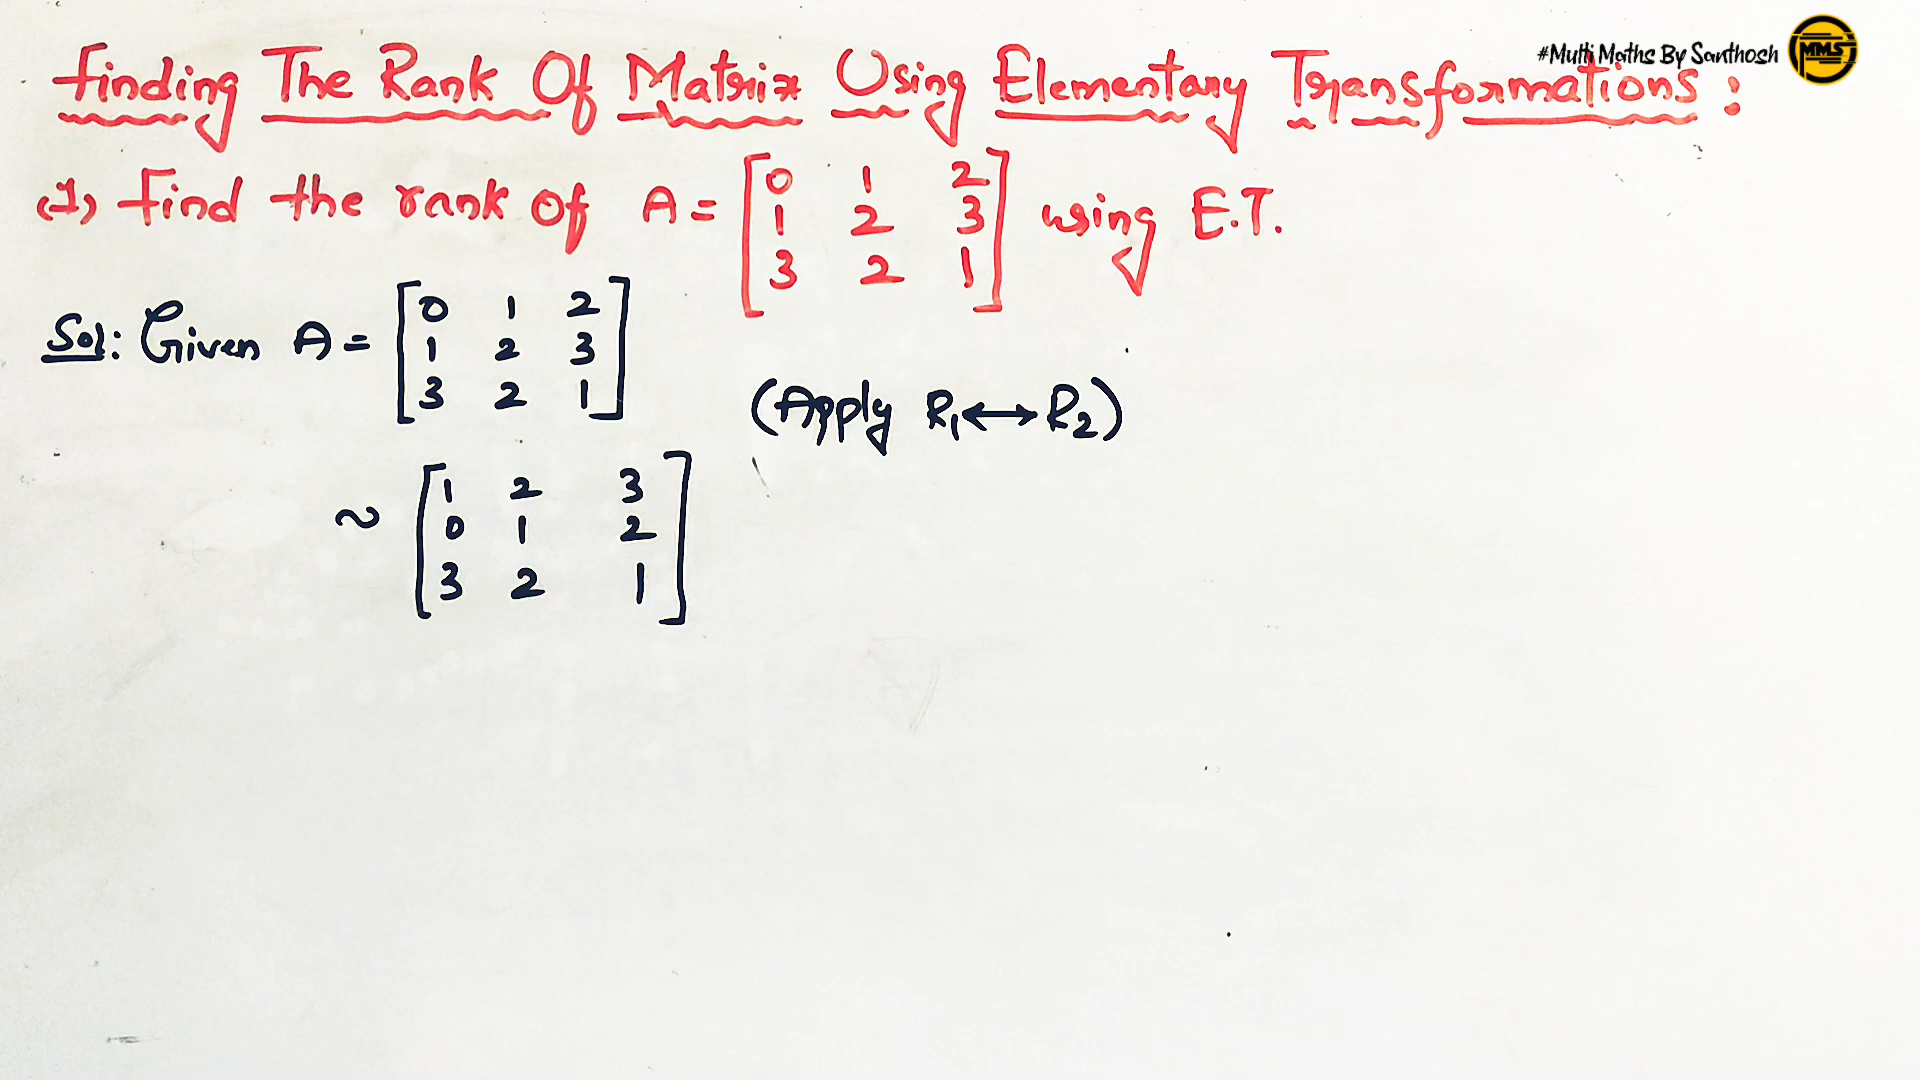 #Multi Maths By Santhosh MMS
Finding The Rank Of Matrix Using Elementary Transformations:
(1) Find the rank of A = [0 1 2
1 2 3
3 2 1] using E.T.
Sol: Given A = [0 1 2
1 2 3
3 2 1]
(Apply R₁↔R₂)
~ [1 2 3
0 1 2
3 2 1]